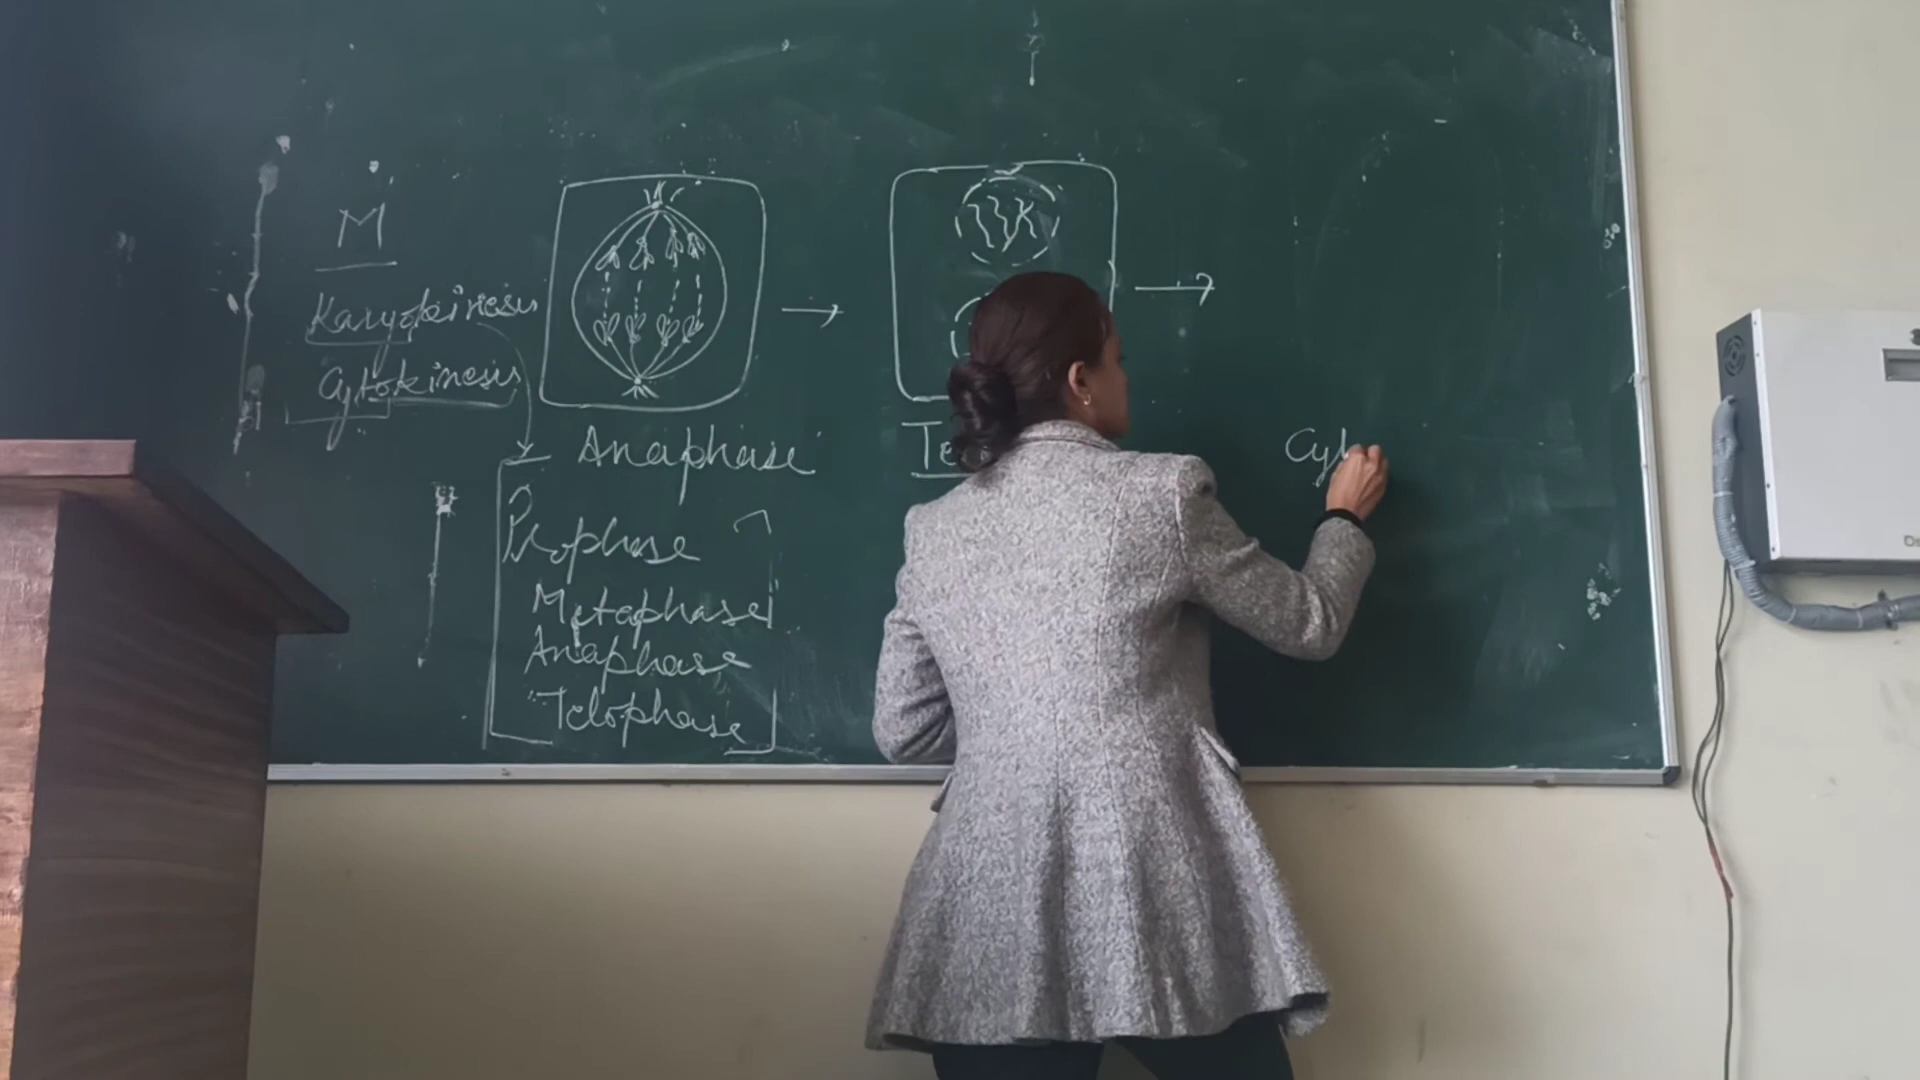 M
Karyokinesis
Cytokinesis
Anaphase
Te
Cyt
Prophase
Metaphase
Anaphase
Telophase